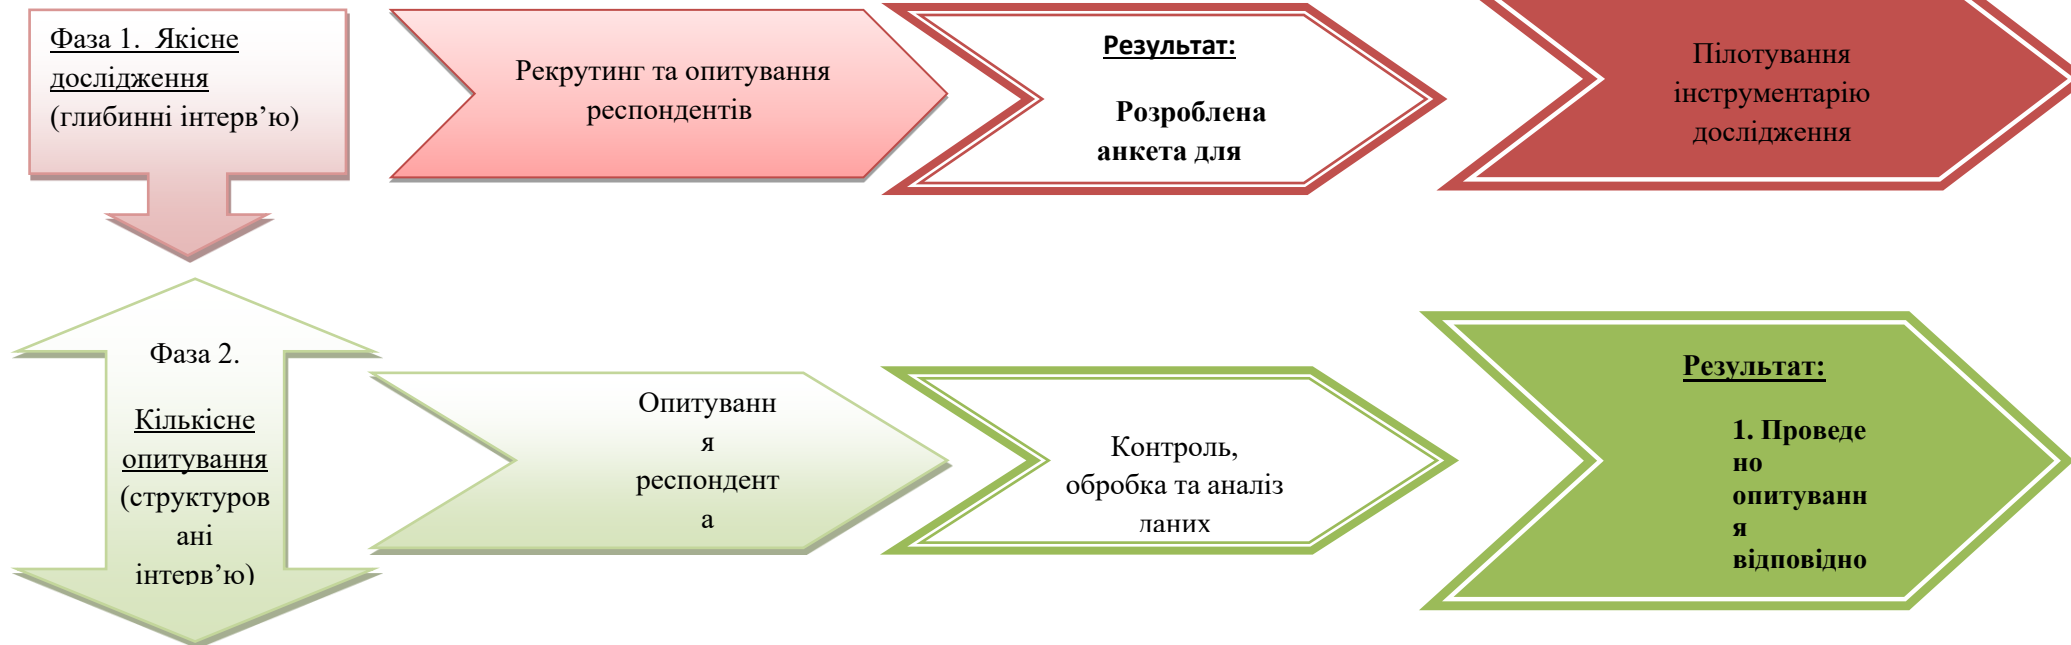 Фаза 1. Якісне
дослідження
(глибинні інтерв’ю)
Рекрутинг та опитування
респондентів
Результат:
Розроблена
анкета для
Пілотування
інструментарію
дослідження
Фаза 2.
Кількісне
опитування
(структуров
ані
інтерв’ю)
Опитуванн
я
респондент
а
Контроль,
обробка та аналіз
даних
Результат:
1. Проведе
но
опитуванн
я
відповідно